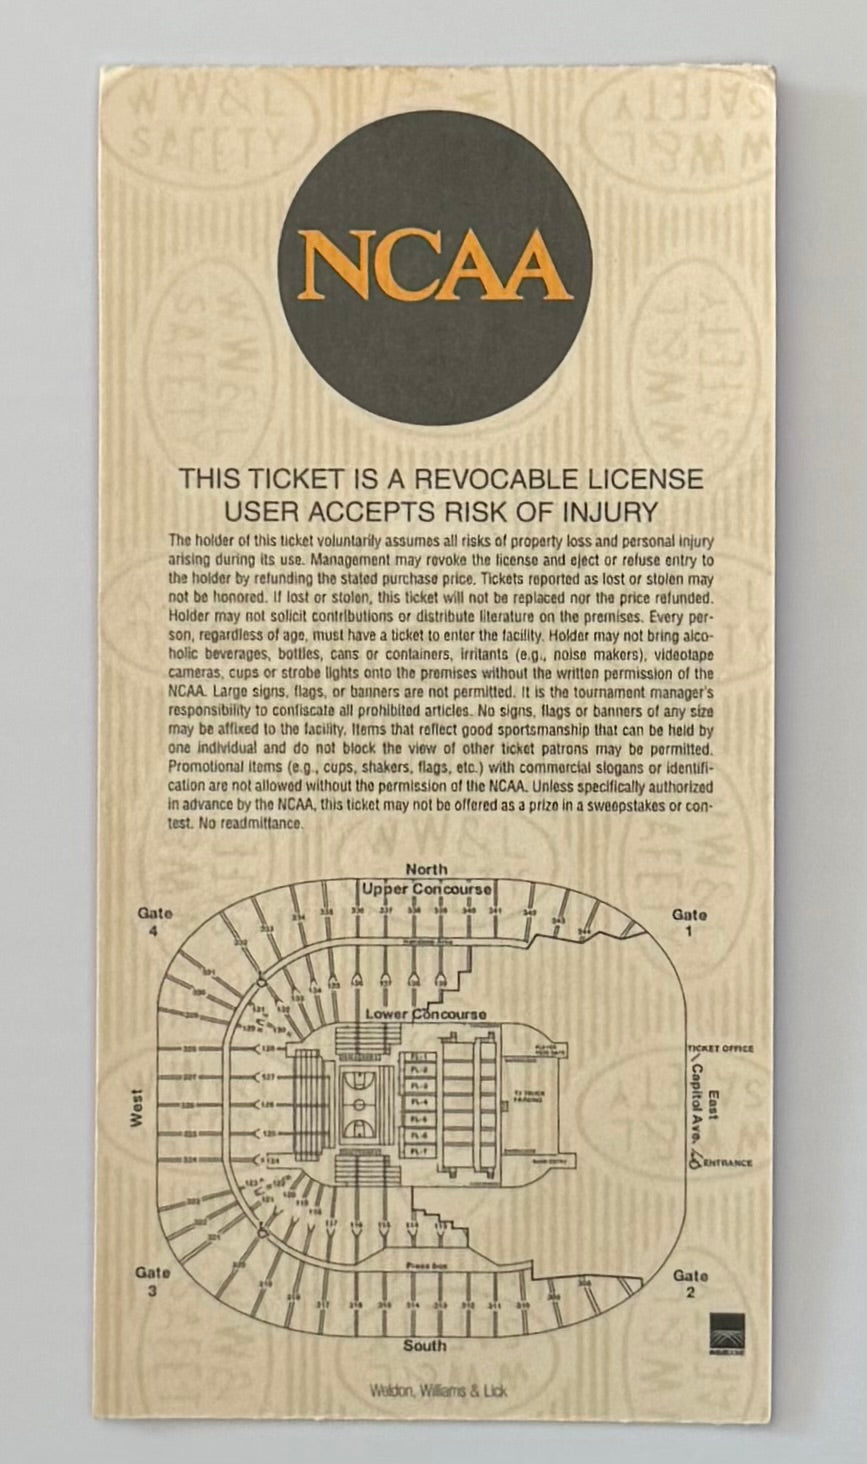 NCAA
THIS TICKET IS A REVOCABLE LICENSE
USER ACCEPTS RISK OF INJURY
The holder of this ticket voluntarily assumes all risks of property loss and personal injury
arising during its use. Management may revoke the license and eject or refuse entry to
the holder by refunding the stated purchase price. Tickets reported as lost or stolen may
not be honored. If lost or stolen, this ticket will not be replaced nor the price refunded.
Holder may not solicit contributions or distribute literature on the premises. Every per-
son, regardless of age, must have a ticket to enter the facility. Holder may not bring alco-
holic beverages, bottles, cans or containers, irritants (e.g., noise makers), videotape
cameras, cups or strobe lights onto the premises without the written permission of the
NCAA. Large signs, flags, or banners are not permitted. It is the tournament manager's
responsibility to confiscate all prohibited articles. No signs, flags or banners of any size
may be affixed to the facility. Items that reflect good sportsmanship that can be held by
one individual and do not block the view of other ticket patrons may be permitted.
Promotional items (e.g., cups, shakers, flags, etc.) with commercial slogans or identifi-
cation are not allowed without the permission of the NCAA. Unless specifically authorized
in advance by the NCAA, this ticket may not be offered as a prize in a sweepstakes or con-
test. No readmittance.
North
Upper Concourse
Gate
4
Gate
1
Lower Concourse
TICKET OFFICE
West
East
Capitol Ave.
ENTRANCE
Press Box
Gate
3
Gate
2
South
Weldon, Williams & Lick
WW&L
SAFETY